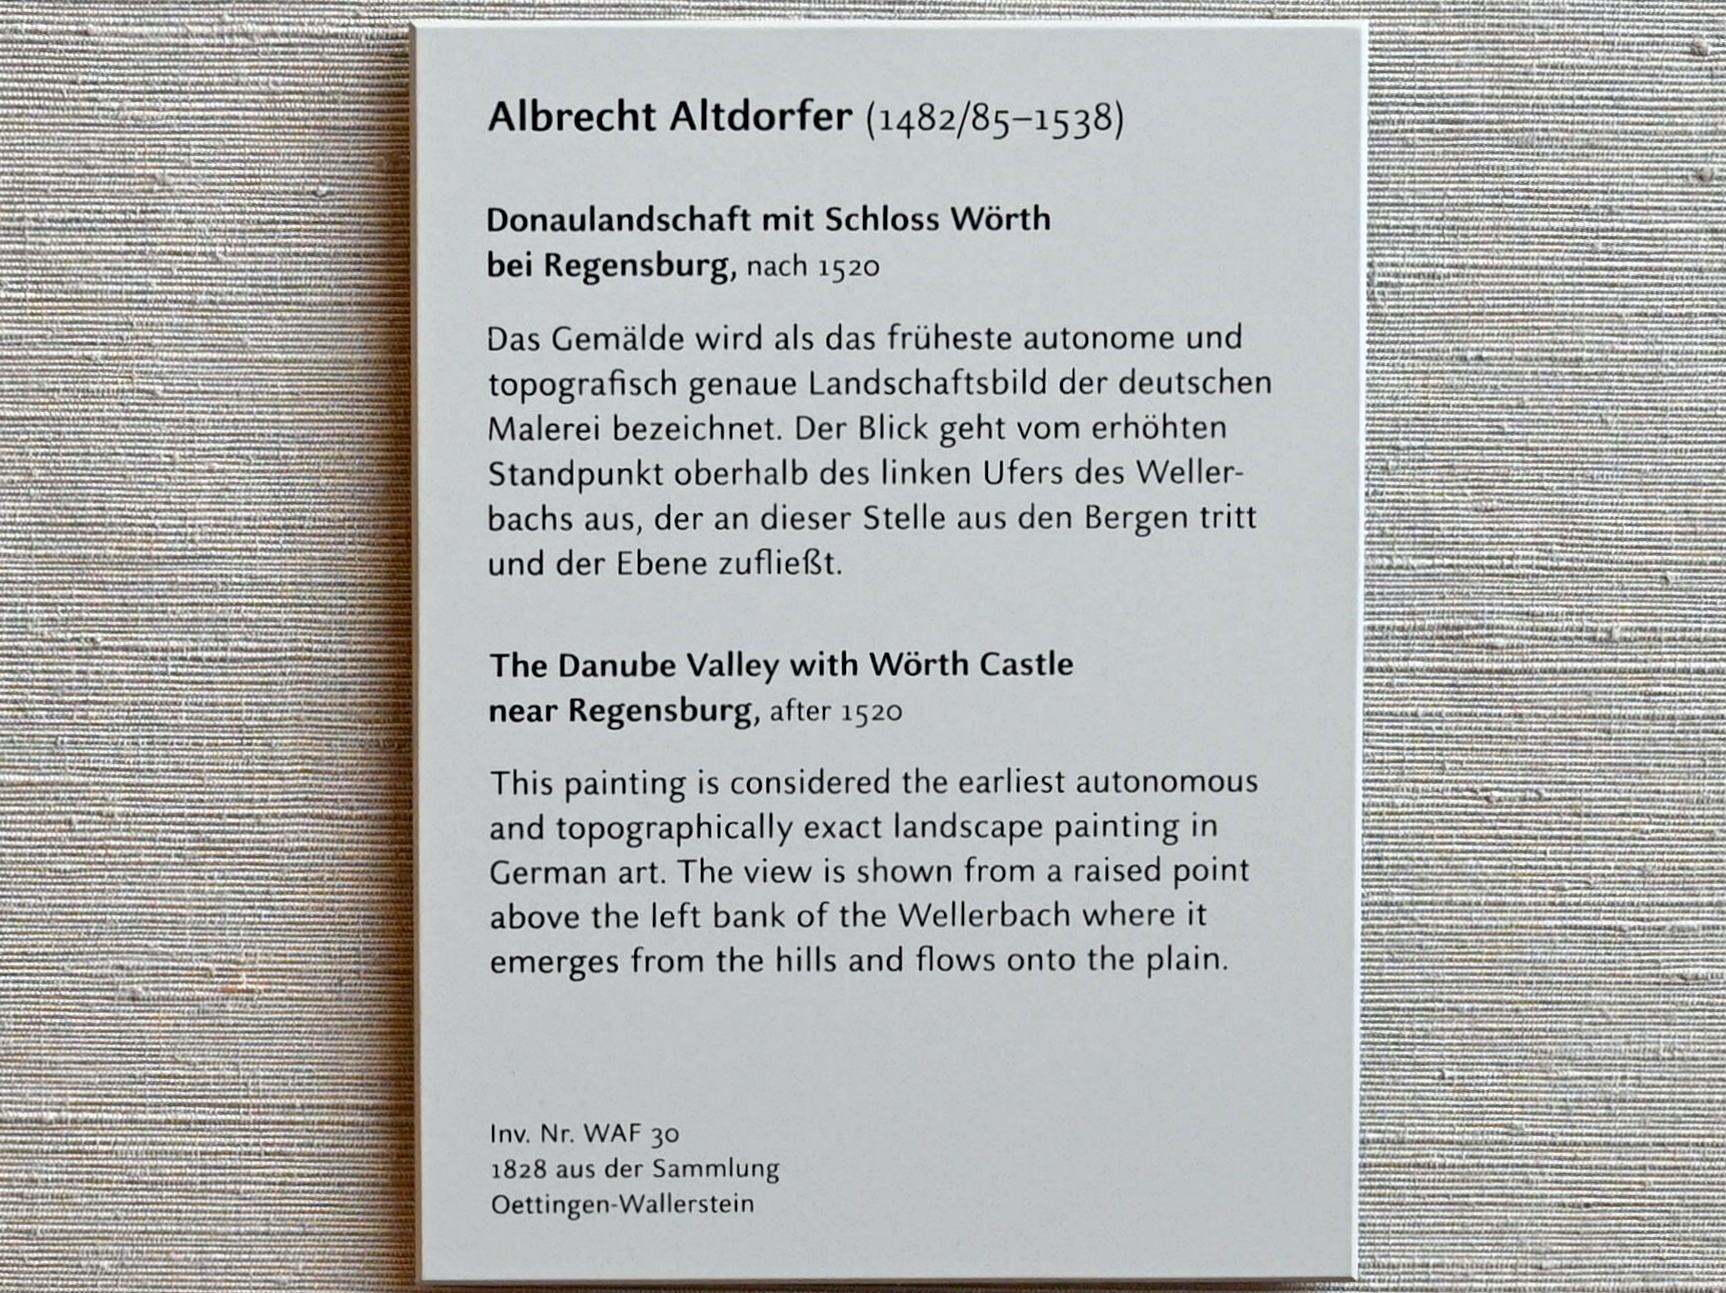 Albrecht Altdorfer (1482/85–1538)
Donaulandschaft mit Schloss Wörth
bei Regensburg, nach 1520
Das Gemälde wird als das früheste autonome und
topografisch genaue Landschaftsbild der deutschen
Malerei bezeichnet. Der Blick geht vom erhöhten
Standpunkt oberhalb des linken Ufers des Weller-
bachs aus, der an dieser Stelle aus den Bergen tritt
und der Ebene zufließt.
The Danube Valley with Wörth Castle
near Regensburg, after 1520
This painting is considered the earliest autonomous
and topographically exact landscape painting in
German art. The view is shown from a raised point
above the left bank of the Wellerbach where it
emerges from the hills and flows onto the plain.
Inv. Nr. WAF 30
1828 aus der Sammlung
Oettingen-Wallerstein